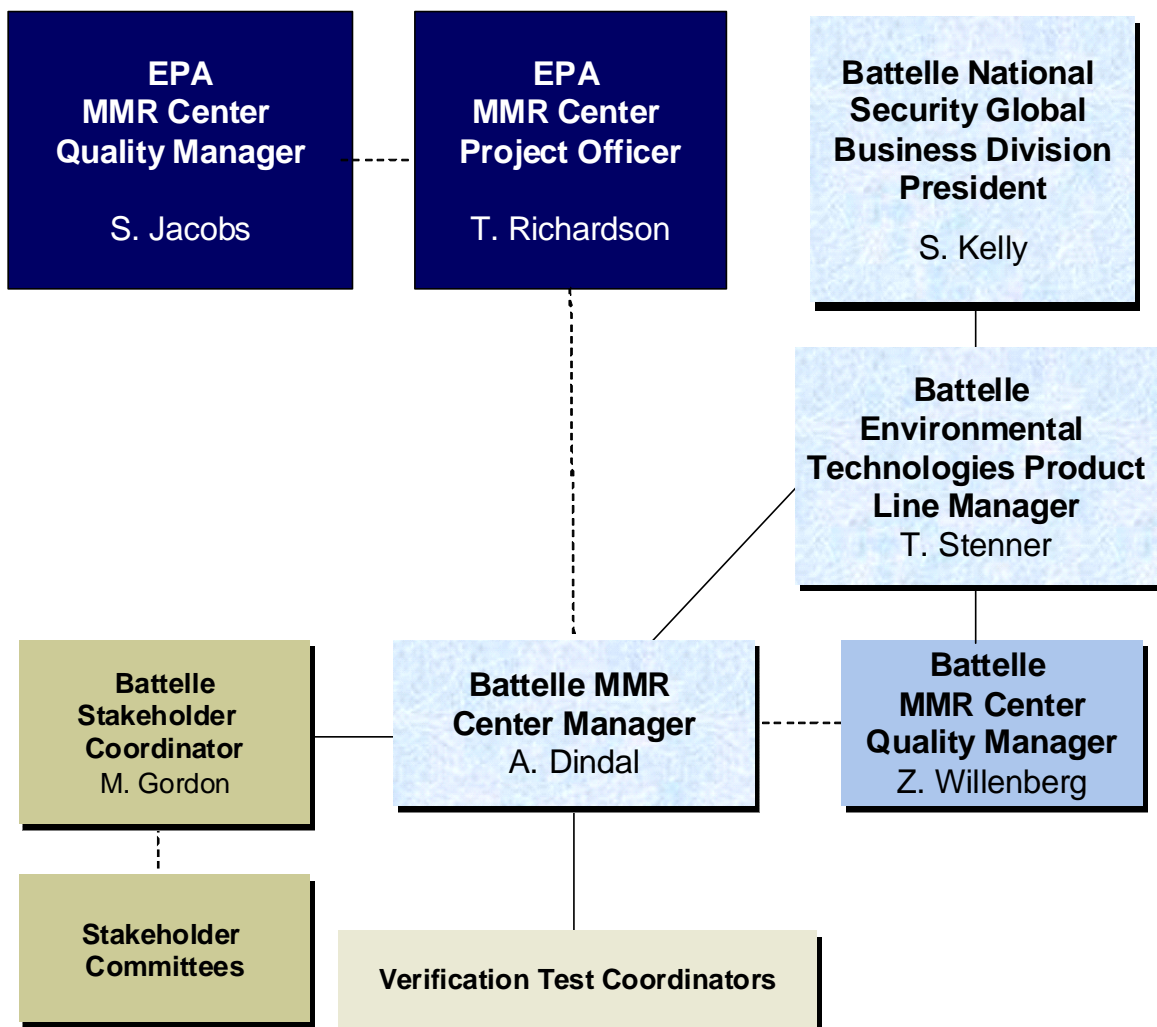 EPA
MMR Center
Quality Manager
S. Jacobs
EPA
MMR Center
Project Officer
T. Richardson
Battelle National
Security Global
Business Division
President
S. Kelly
Battelle
Environmental
Technologies Product
Line Manager
T. Stenner
Battelle
Stakeholder
Coordinator
M. Gordon
Battelle MMR
Center Manager
A. Dindal
Battelle
MMR Center
Quality Manager
Z. Willenberg
Stakeholder
Committees
Verification Test Coordinators